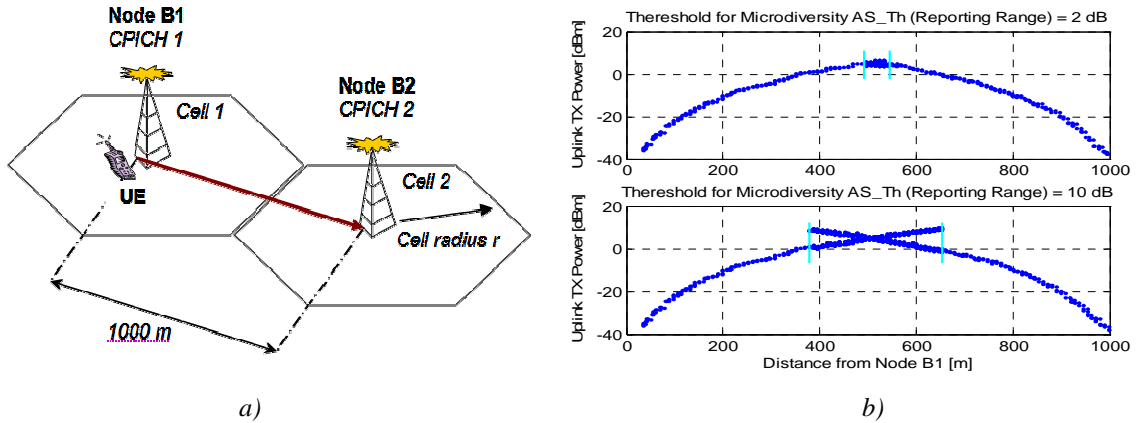 Node B1
CPICH 1
Cell 1
Node B2
CPICH 2
UE
Cell 2
Cell radius r
1000 m
a)
Thereshold for Microdiversity AS_Th (Reporting Range) = 2 dB
Uplink TX Power [dBm]
20
0
-20
-40
0
200
400
600
800
1000
Thereshold for Microdiversity AS_Th (Reporting Range) = 10 dB
Uplink TX Power [dBm]
20
0
-20
-40
0
200
400
600
800
1000
Distance from Node B1 [m]
b)